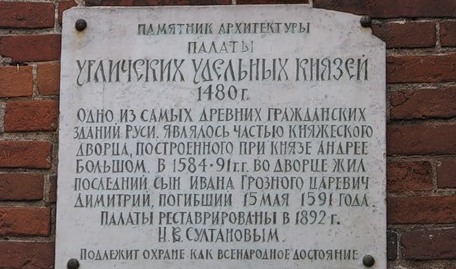 ПАМЯТНИК АРХИТЕКТУРЫ
ПАЛАТЫ
УГЛИЧСКИХ УДЕЛЬНЫХ КНЯЗЕЙ
1480 г.
ОДНО ИЗ САМЫХ ДРЕВНИХ ГРАЖДАНСКИХ
ЗДАНИЙ РУСИ. ЯВЛЯЛОСЬ ЧАСТЬЮ КНЯЖЕСКОГО
ДВОРЦА, ПОСТРОЕННОГО ПРИ КНЯЗЕ АНДРЕЕ
БОЛЬШОМ. В 1584-91 г.г. ВО ДВОРЦЕ ЖИЛ
ПОСЛЕДНИЙ СЫН ИВАНА ГРОЗНОГО ЦАРЕВИЧ
ДИМИТРИЙ, ПОГИБШИЙ 15 МАЯ 1591 ГОДА
ПАЛАТЫ РЕСТАВРИРОВАНЫ В 1892 г.
Н.В. СУЛТАНОВЫМ.
ПОДЛЕЖИТ ОХРАНЕ КАК ВСЕНАРОДНОЕ ДОСТОЯНИЕ